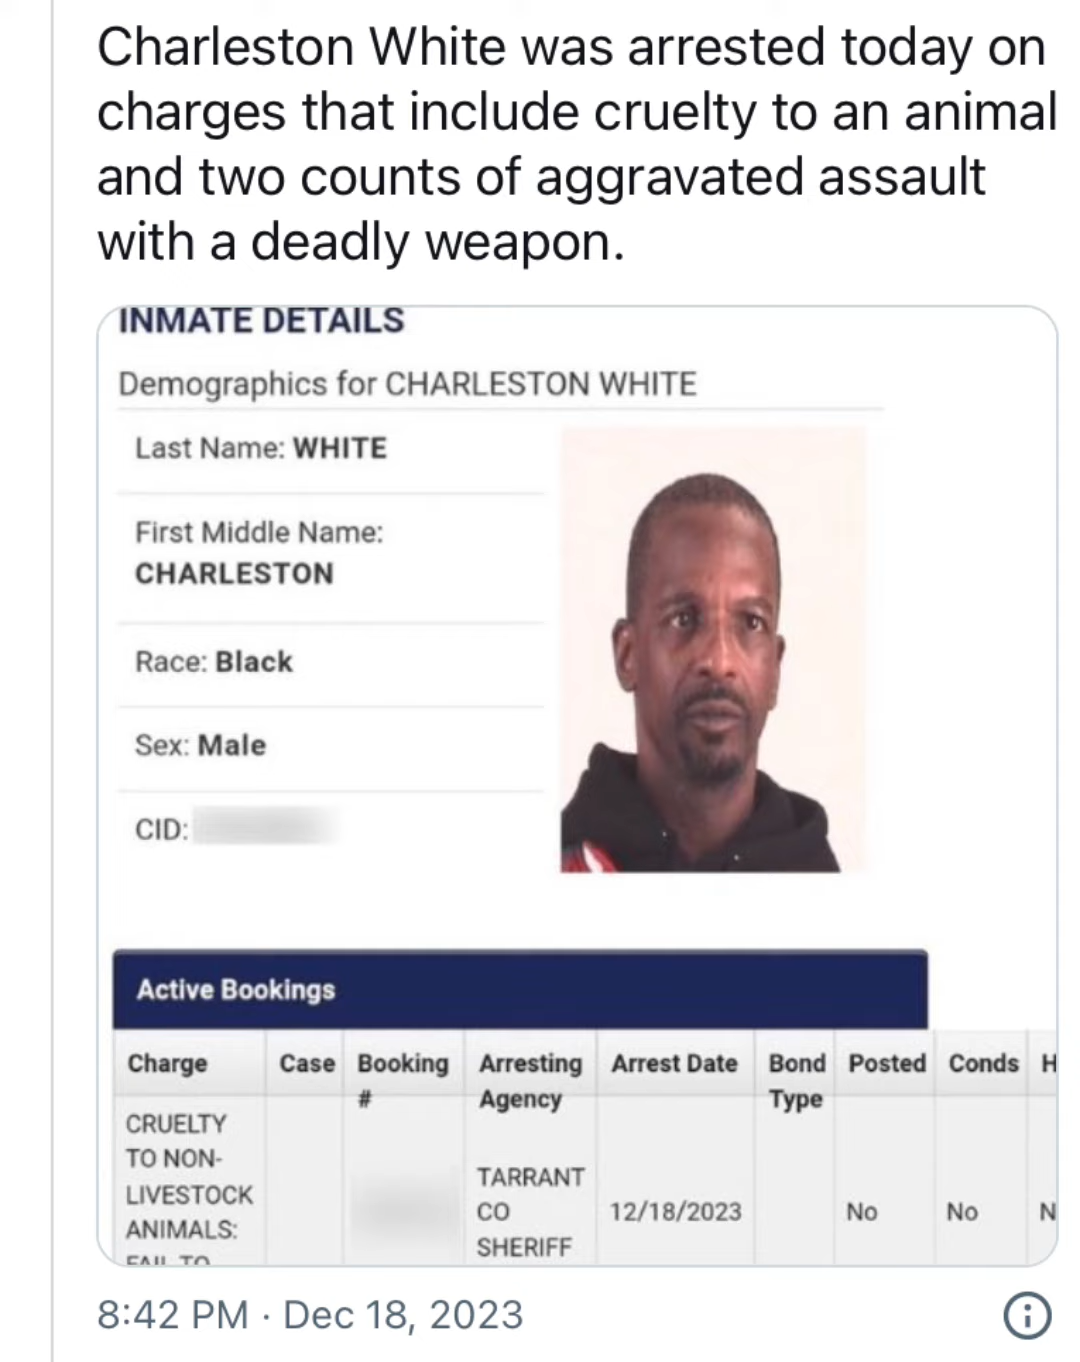 Charleston White was arrested today on
charges that include cruelty to an animal
and two counts of aggravated assault
with a deadly weapon.
INMATE DETAILS
Demographics for CHARLESTON WHITE
Last Name: WHITE
First Middle Name:
CHARLESTON
Race: Black
Sex: Male
CID:
Active Bookings
Charge Case Booking # Arresting Agency Arrest Date Bond Type Posted Conds H
CRUELTY
TO NON-
LIVESTOCK
ANIMALS:
FAIL TO
TARRANT
CO
SHERIFF
12/18/2023
No
No
N
8:42 PM · Dec 18, 2023